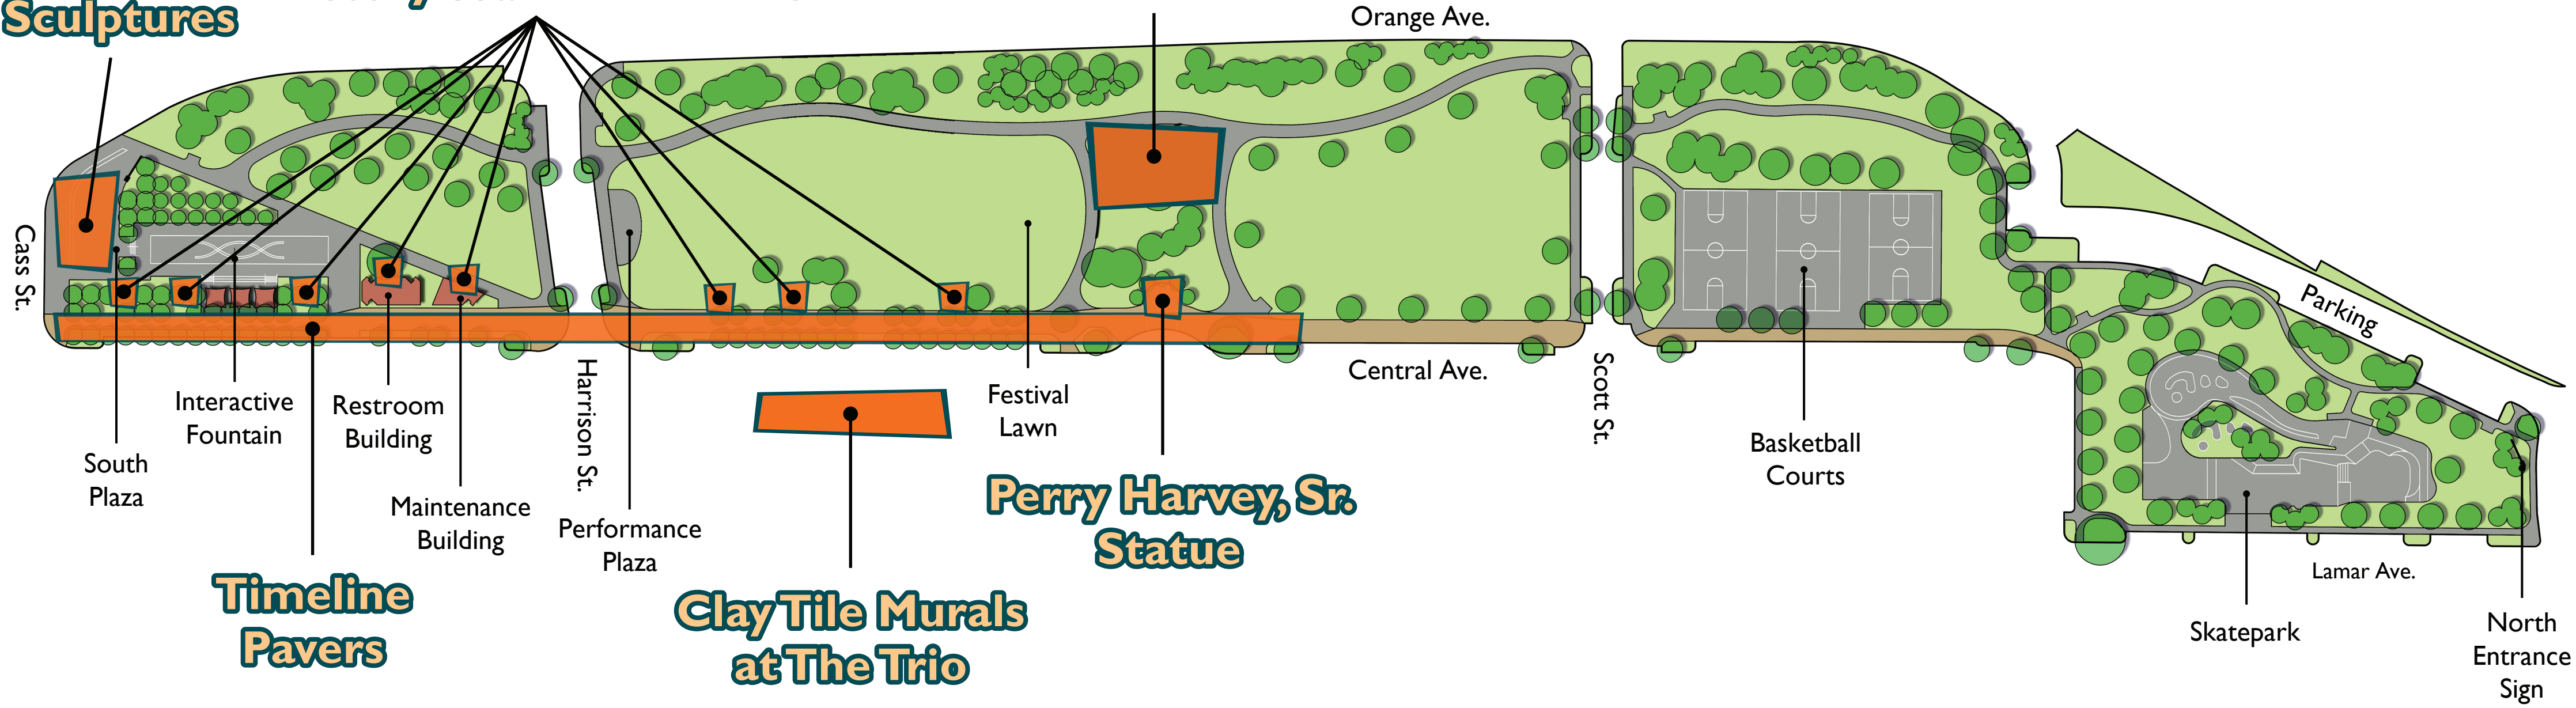 Sculptures
Orange Ave.
Cass St.
Harrison St.
Scott St.
Central Ave.
Parking
South
Plaza
Interactive
Fountain
Restroom
Building
Maintenance
Building
Performance
Plaza
Festival
Lawn
Basketball
Courts
Timeline
Pavers
Clay Tile Murals
at The Trio
Perry Harvey, Sr.
Statue
Lamar Ave.
Skatepark
North
Entrance
Sign